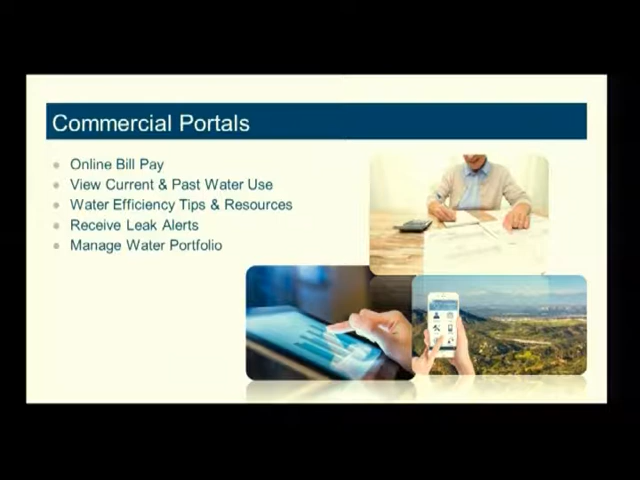 Commercial Portals
Online Bill Pay
View Current & Past Water Use
Water Efficiency Tips & Resources
Receive Leak Alerts
Manage Water Portfolio